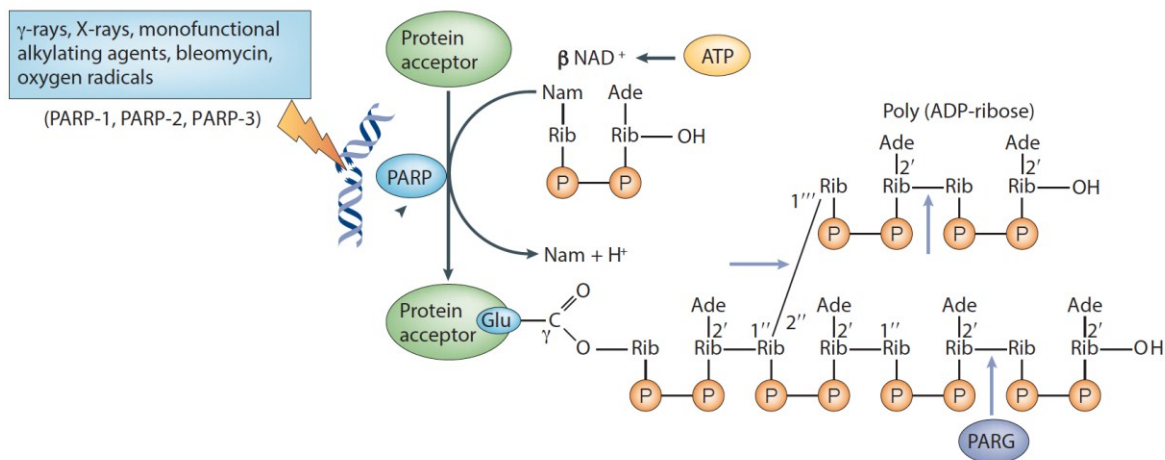 γ-rays, X-rays, monofunctional
alkylating agents, bleomycin,
oxygen radicals
(PARP-1, PARP-2, PARP-3)
Protein
acceptor
β NAD+
ATP
Nam Ade
Rib Rib OH
P P
PARP
Nam + H+
Poly (ADP-ribose)
Ade Ade
2' 2'
1''' Rib Rib Rib Rib OH
P P P P
Protein
acceptor
Glu
C
γ
O
O
Ade Ade Ade Ade
2' 1'' 2'' 2' 1'' 2' 2'
Rib Rib Rib Rib Rib Rib Rib Rib OH
P P P P P P P P
PARG